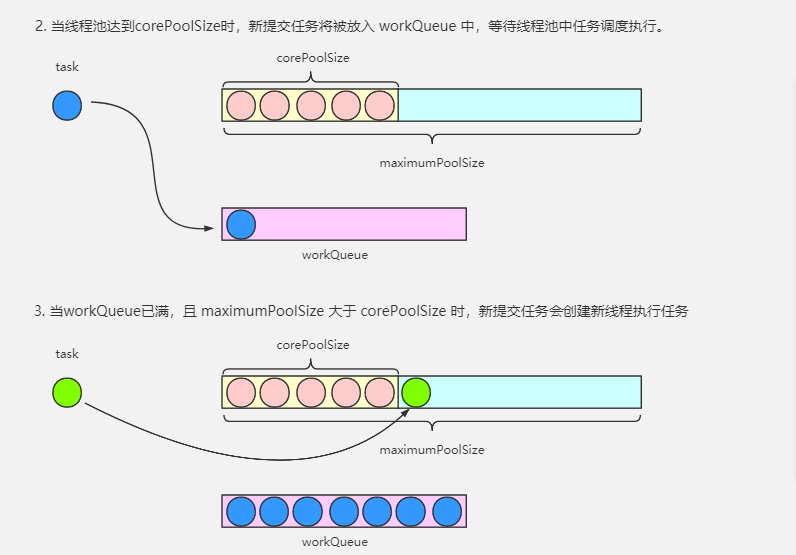 2. 当线程池达到corePoolSize时，新提交任务将被放入 workQueue 中，等待线程池中任务调度执行。
corePoolSize
task
maximumPoolSize
workQueue
3. 当workQueue已满，且 maximumPoolSize 大于 corePoolSize 时，新提交任务会创建新线程执行任务
corePoolSize
task
maximumPoolSize
workQueue